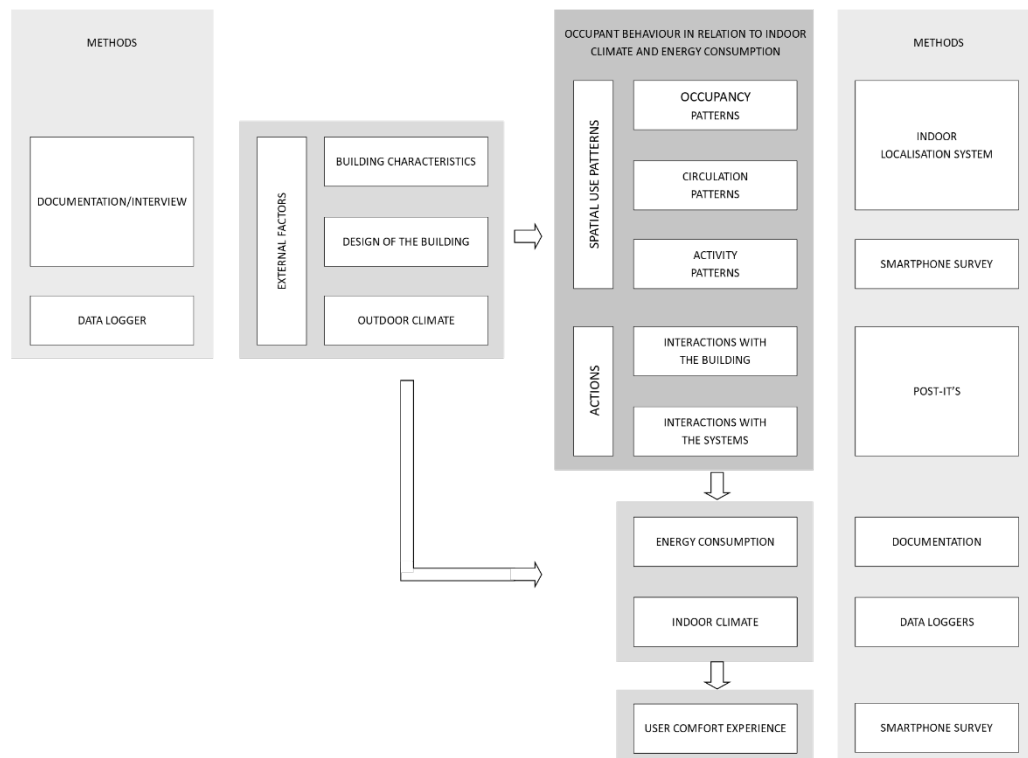 METHODS
DOCUMENTATION/INTERVIEW
DATA LOGGER
EXTERNAL FACTORS
BUILDING CHARACTERISTICS
DESIGN OF THE BUILDING
OUTDOOR CLIMATE
OCCUPANT BEHAVIOUR IN RELATION TO INDOOR
CLIMATE AND ENERGY CONSUMPTION
SPATIAL USE PATTERNS
OCCUPANCY
PATTERNS
CIRCULATION
PATTERNS
ACTIVITY
PATTERNS
ACTIONS
INTERACTIONS WITH
THE BUILDING
INTERACTIONS WITH
THE SYSTEMS
ENERGY CONSUMPTION
INDOOR CLIMATE
USER COMFORT EXPERIENCE
METHODS
INDOOR
LOCALISATION SYSTEM
SMARTPHONE SURVEY
POST-IT'S
DOCUMENTATION
DATA LOGGERS
SMARTPHONE SURVEY